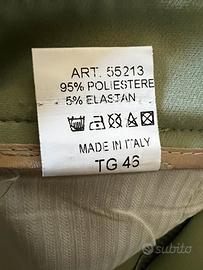 ART. 55213
95% POLIESTERE
5% ELASTAN
MADE IN ITALY
TG 46
subito